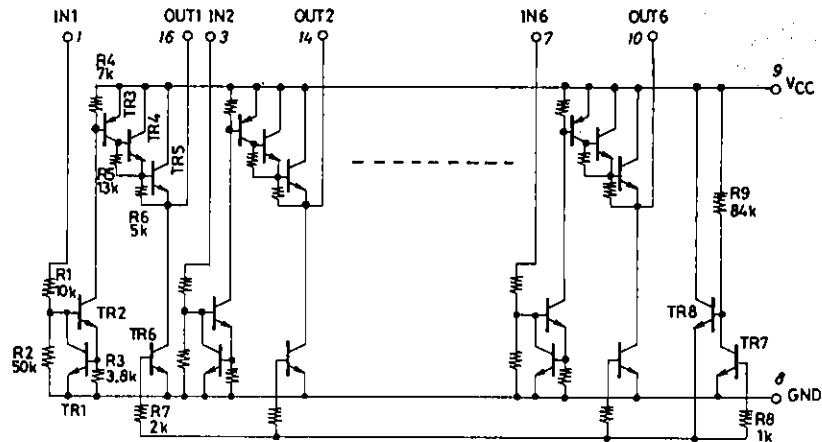 IN1 OUT1 IN2 OUT2 IN6 OUT6
1 16 3 14 7 10
9
VCC
R4
7k
TR3
TR4
TR5
R5
13k
R6
5k
R9
84k
R1
10k
TR2
TR6
TR8
TR7
R2
50k
R3
3.8k
TR1
R7
2k
8
GND
R8
1k